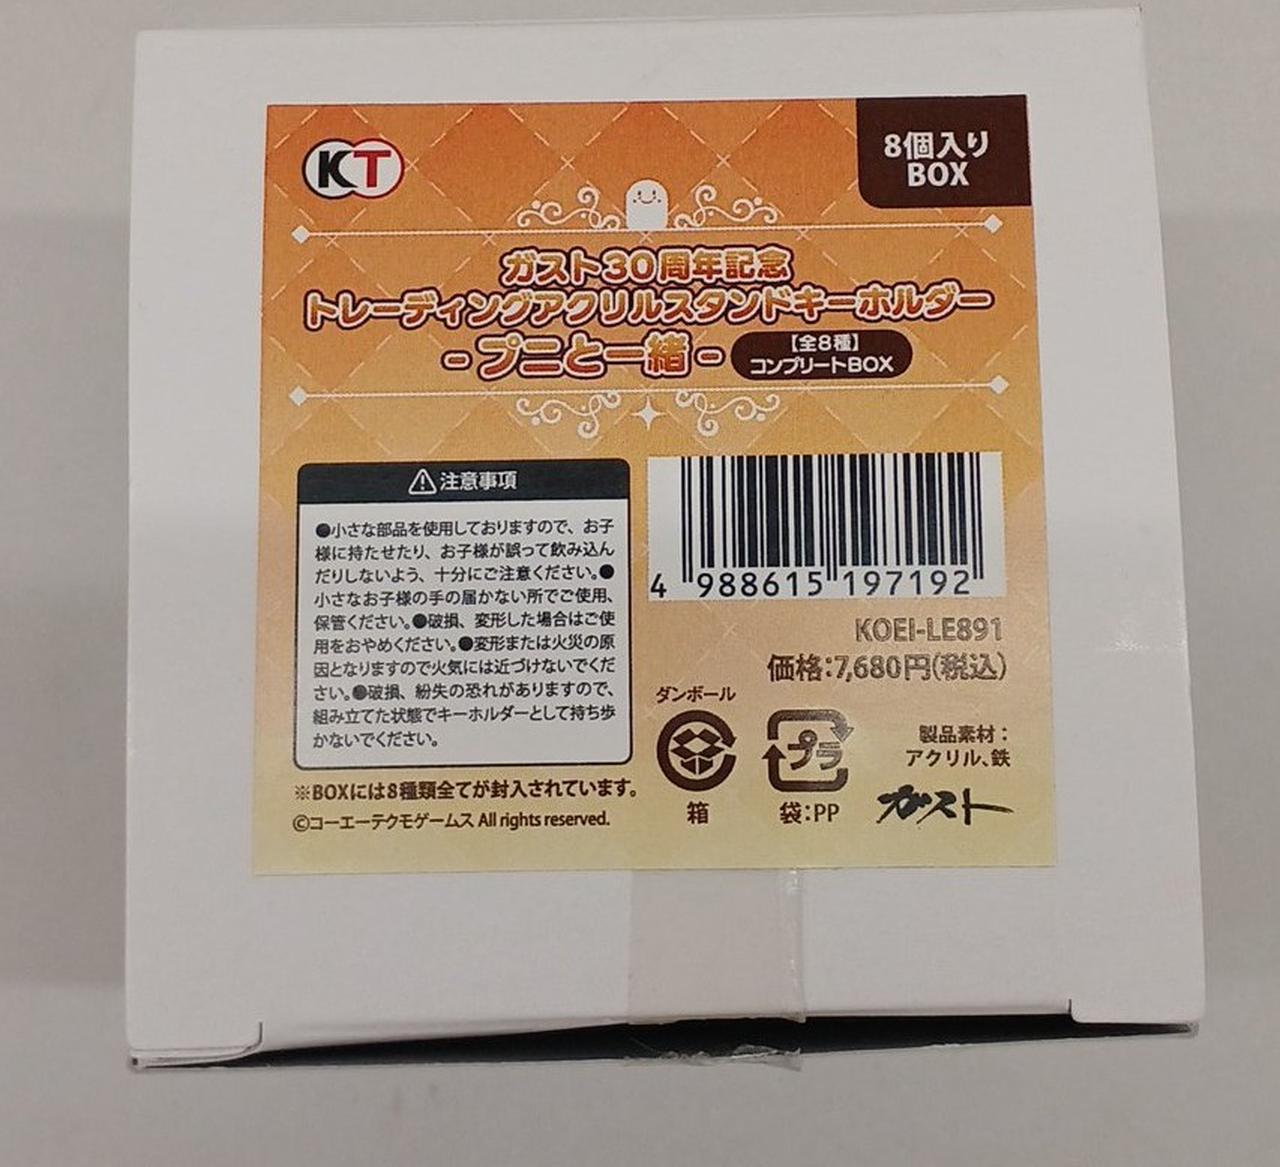 KT
8個入り
BOX
ガスト30周年記念
トレーディングアクリルスタンドキーホルダー
- プニと一緒 -
【全8種】
コンプリートBOX
注意事項
●小さな部品を使用しておりますので、お子
様に持たせたり、お子様が誤って飲み込ん
だりしないよう、十分にご注意ください。●
小さなお子様の手の届かない所でご使用、
保管ください。●破損、変形した場合はご使
用をおやめください。●変形または火災の原
因となりますので火気には近づけないでくだ
さい。●破損、紛失の恐れがありますので、
組み立てた状態でキーホルダーとして持ち歩
かないでください。
※BOXには8種類全てが封入されています。
©コーエーテクモゲームス All rights reserved.
4 988615 197192
KOEI-LE891
価格:7,680円(税込)
ダンボール
箱
プラ
袋:PP
製品素材:
アクリル、鉄
ガスト